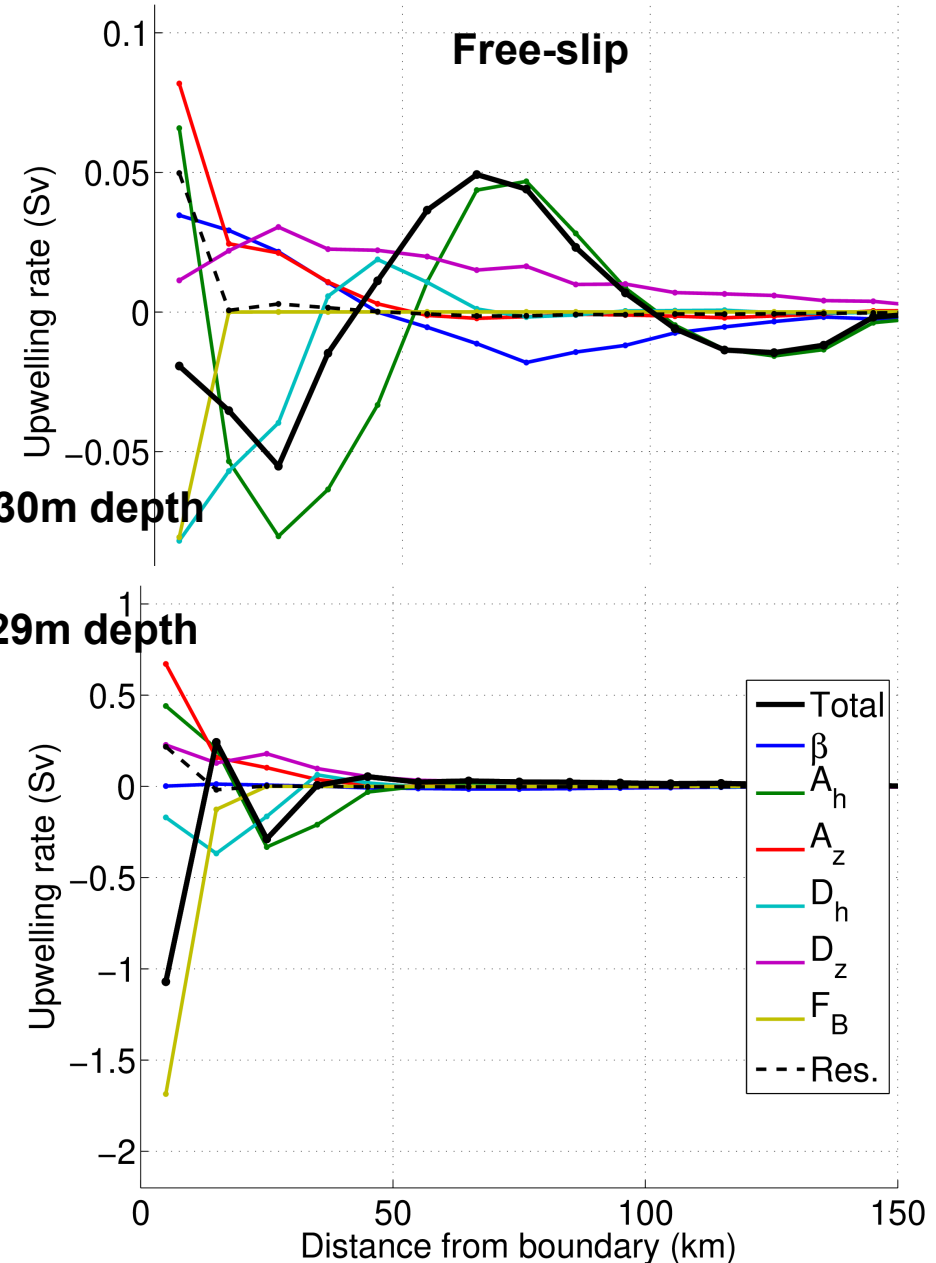 Free-slip
0.1
0.05
0
−0.05
Upwelling rate (Sv)
30m depth
29m depth
1
0.5
0
−0.5
−1
−1.5
−2
Upwelling rate (Sv)
Total
β
A_h
A_z
D_h
D_z
F_B
Res.
0 50 100 150
Distance from boundary (km)